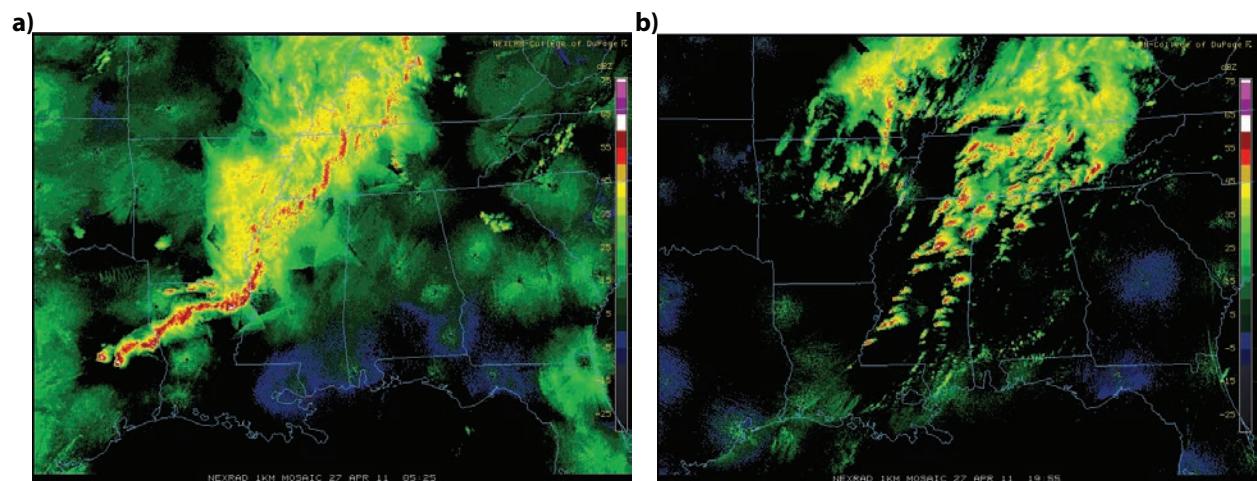 a)
b)
NEXLAB-College of DuPage
dBZ
75
65
55
45
35
25
15
5
-5
-15
-25
NEXRAD 1KM MOSAIC 27 APR 11 05:25
College of DuPage
dBZ
75
65
55
45
35
25
15
5
-5
-15
-25
NEXRAD 1KM MOSAIC 27 APR 11 19:55